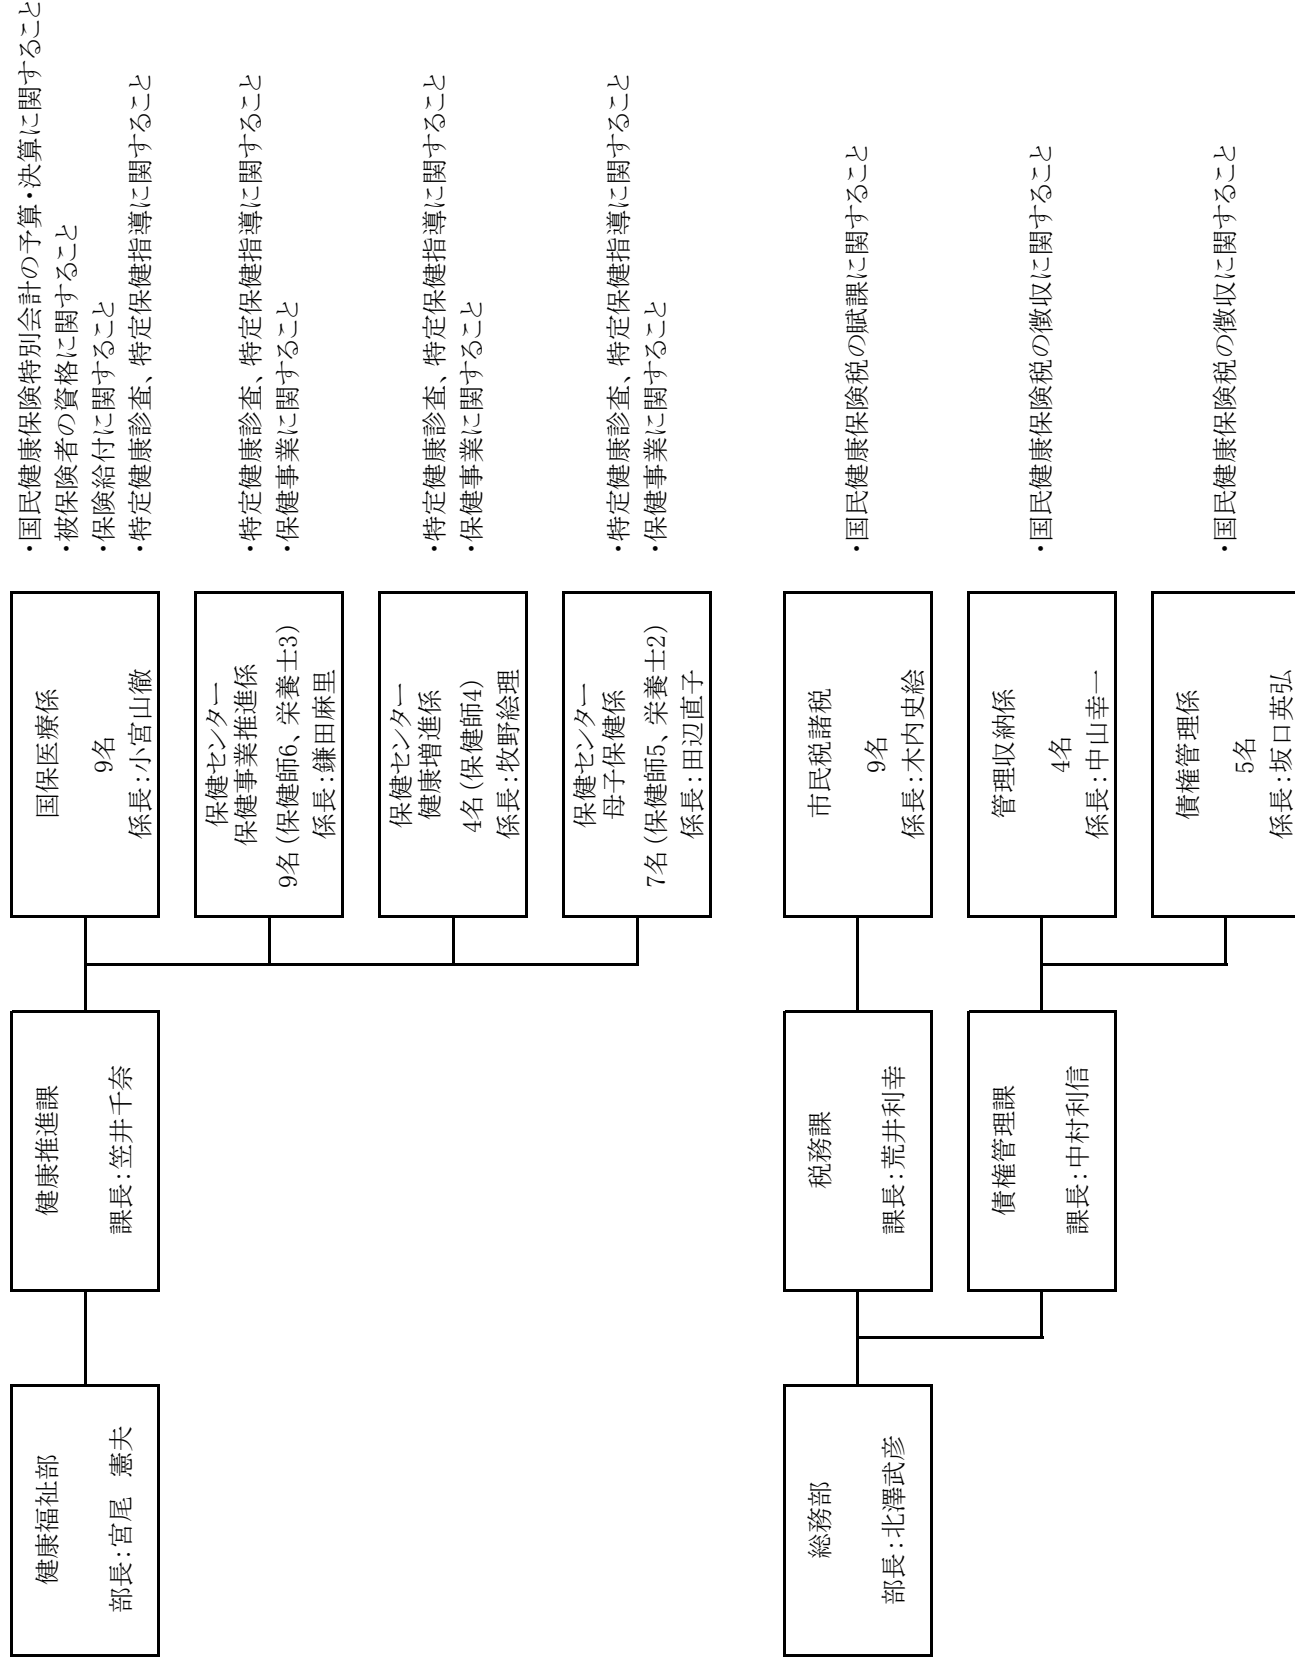 健康福祉部
部長：宮尾　憲夫
健康推進課
課長：笠井千奈
国保医療係
9名
係長：小宮山徹
・国民健康保険特別会計の予算・決算に関すること
・被保険者の資格に関すること
・保険給付に関すること
・特定健康診査、特定保健指導に関すること
保健センター
保健事業推進係
9名（保健師6、栄養士3）
係長：鎌田麻里
・特定健康診査、特定保健指導に関すること
・保健事業に関すること
保健センター
健康増進係
4名（保健師4）
係長：牧野絵理
・特定健康診査、特定保健指導に関すること
・保健事業に関すること
保健センター
母子保健係
7名（保健師5、栄養士2）
係長：田辺直子
・特定健康診査、特定保健指導に関すること
・保健事業に関すること
総務部
部長：北澤武彦
税務課
課長：荒井利幸
市民税諸税
9名
係長：木内史絵
・国民健康保険税の賦課に関すること
債権管理課
課長：中村利信
管理収納係
4名
係長：中山幸一
・国民健康保険税の徴収に関すること
債権管理係
5名
係長：坂口英弘
・国民健康保険税の徴収に関すること